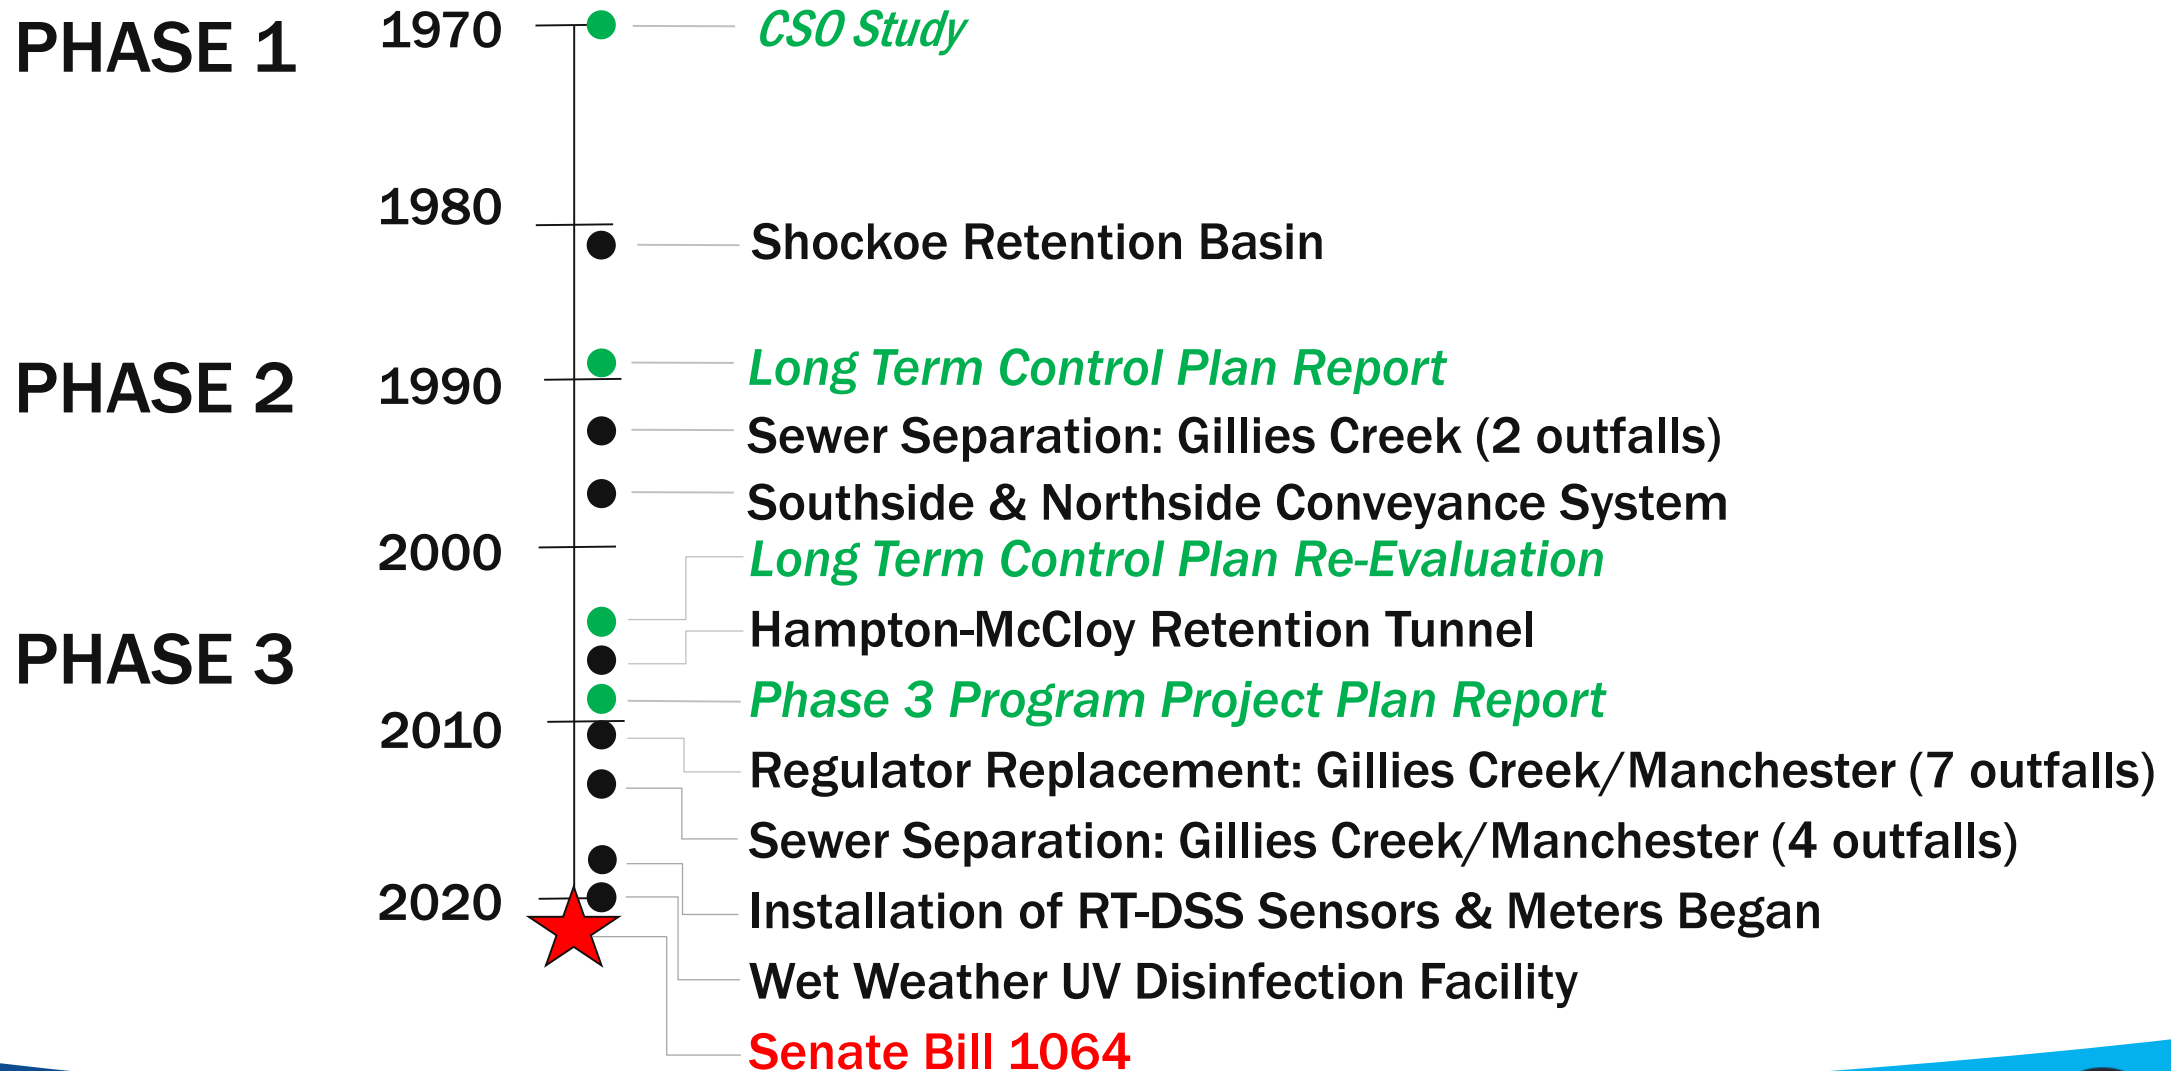 PHASE 1
1970
CSO Study
1980
Shockoe Retention Basin
PHASE 2
Long Term Control Plan Report
1990
Sewer Separation: Gillies Creek (2 outfalls)
Southside & Northside Conveyance System
2000
Long Term Control Plan Re-Evaluation
Hampton-McCloy Retention Tunnel
PHASE 3
Phase 3 Program Project Plan Report
2010
Regulator Replacement: Gillies Creek/Manchester (7 outfalls)
Sewer Separation: Gillies Creek/Manchester (4 outfalls)
2020
Installation of RT-DSS Sensors & Meters Began
Wet Weather UV Disinfection Facility
Senate Bill 1064